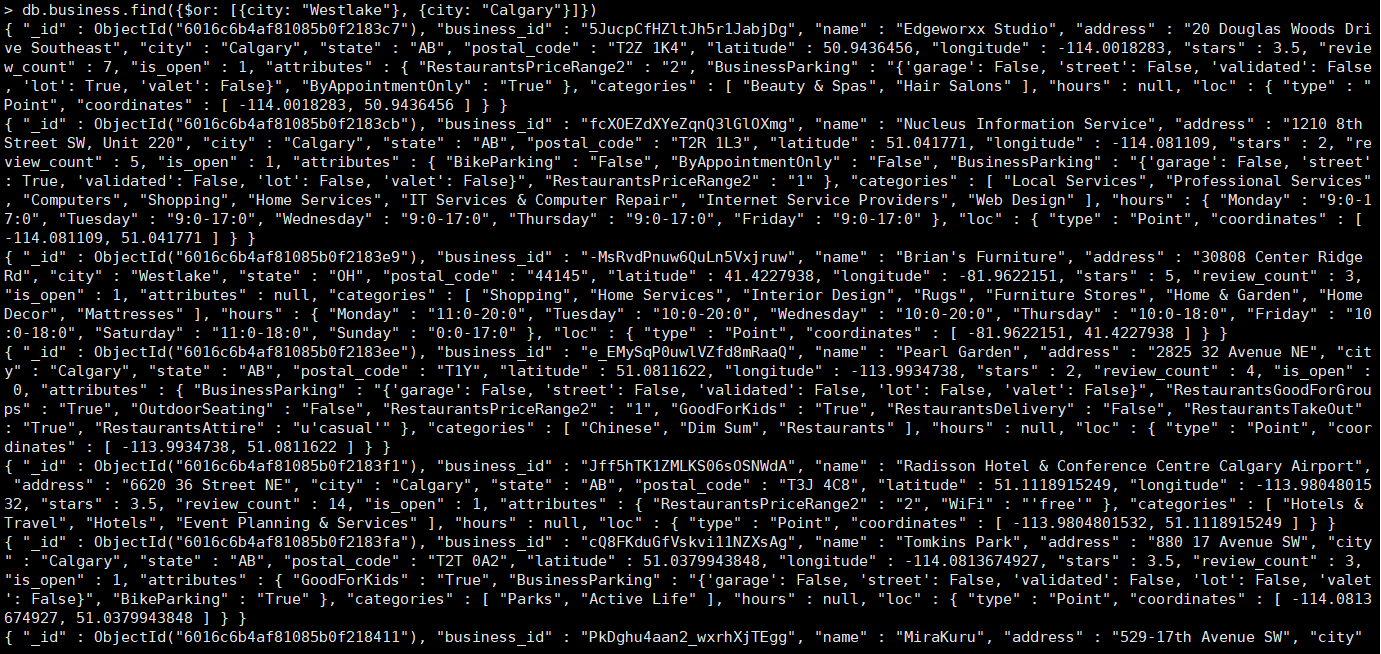 > db.business.find({$or: [{city: "Westlake"}, {city: "Calgary"}]})
{ "_id" : ObjectId("6016c6b4af81085b0f2183c7"), "business_id" : "5JucpCfHZltJh5r1JabjDg", "name" : "Edgeworxx Studio", "address" : "20 Douglas Woods Dri
ve Southeast", "city" : "Calgary", "state" : "AB", "postal_code" : "T2Z 1K4", "latitude" : 50.9436456, "longitude" : -114.0018283, "stars" : 3.5, "revie
w_count" : 7, "is_open" : 1, "attributes" : { "RestaurantsPriceRange2" : "2", "BusinessParking" : "{'garage': False, 'street': False, 'validated': False
, 'lot': True, 'valet': False}", "ByAppointmentOnly" : "True" }, "categories" : [ "Beauty & Spas", "Hair Salons" ], "hours" : null, "loc" : { "type" : "
Point", "coordinates" : [ -114.0018283, 50.9436456 ] } }
{ "_id" : ObjectId("6016c6b4af81085b0f2183cb"), "business_id" : "fcXOEZdXYeZqnQ3lGlOXmg", "name" : "Nucleus Information Service", "address" : "1210 8th
Street SW, Unit 220", "city" : "Calgary", "state" : "AB", "postal_code" : "T2R 1L3", "latitude" : 51.041771, "longitude" : -114.081109, "stars" : 2, "re
view_count" : 5, "is_open" : 1, "attributes" : { "BikeParking" : "False", "ByAppointmentOnly" : "False", "BusinessParking" : "{'garage': False, 'street'
: True, 'validated': False, 'lot': False, 'valet': False}", "RestaurantsPriceRange2" : "1" }, "categories" : [ "Local Services", "Professional Services"
, "Computers", "Shopping", "Home Services", "IT Services & Computer Repair", "Internet Service Providers", "Web Design" ], "hours" : { "Monday" : "9:0-1
7:0", "Tuesday" : "9:0-17:0", "Wednesday" : "9:0-17:0", "Thursday" : "9:0-17:0", "Friday" : "9:0-17:0" }, "loc" : { "type" : "Point", "coordinates" : [
-114.081109, 51.041771 ] } }
{ "_id" : ObjectId("6016c6b4af81085b0f2183e9"), "business_id" : "-MsRvdPnuw6QuLn5Vxjruw", "name" : "Brian's Furniture", "address" : "30808 Center Ridge
Rd", "city" : "Westlake", "state" : "OH", "postal_code" : "44145", "latitude" : 41.4227938, "longitude" : -81.9622151, "stars" : 5, "review_count" : 3,
"is_open" : 1, "attributes" : null, "categories" : [ "Shopping", "Home Services", "Interior Design", "Rugs", "Furniture Stores", "Home & Garden", "Home
Decor", "Mattresses" ], "hours" : { "Monday" : "11:0-20:0", "Tuesday" : "10:0-20:0", "Wednesday" : "10:0-20:0", "Thursday" : "10:0-18:0", "Friday" : "10
:0-18:0", "Saturday" : "11:0-18:0", "Sunday" : "0:0-17:0" }, "loc" : { "type" : "Point", "coordinates" : [ -81.9622151, 41.4227938 ] } }
{ "_id" : ObjectId("6016c6b4af81085b0f2183ee"), "business_id" : "e_EMySqP0uwlVZfd8mRaaQ", "name" : "Pearl Garden", "address" : "2825 32 Avenue NE", "cit
y" : "Calgary", "state" : "AB", "postal_code" : "T1Y", "latitude" : 51.0811622, "longitude" : -113.9934738, "stars" : 2, "review_count" : 4, "is_open" :
0, "attributes" : { "BusinessParking" : "{'garage': False, 'street': False, 'validated': False, 'lot': False, 'valet': False}", "RestaurantsGoodForGrou
ps" : "True", "OutdoorSeating" : "False", "RestaurantsPriceRange2" : "1", "GoodForKids" : "True", "RestaurantsDelivery" : "False", "RestaurantsTakeOut"
: "True", "RestaurantsAttire" : "u'casual'" }, "categories" : [ "Chinese", "Dim Sum", "Restaurants" ], "hours" : null, "loc" : { "type" : "Point", "coor
dinates" : [ -113.9934738, 51.0811622 ] } }
{ "_id" : ObjectId("6016c6b4af81085b0f2183f1"), "business_id" : "Jff5hTK1ZMLKS06sOSNWdA", "name" : "Radisson Hotel & Conference Centre Calgary Airport",
"address" : "6620 36 Street NE", "city" : "Calgary", "state" : "AB", "postal_code" : "T3J 4C8", "latitude" : 51.1118915249, "longitude" : -113.98048015
32, "stars" : 3.5, "review_count" : 14, "is_open" : 1, "attributes" : { "RestaurantsPriceRange2" : "2", "WiFi" : "'free'" }, "categories" : [ "Hotels &
Travel", "Hotels", "Event Planning & Services" ], "hours" : null, "loc" : { "type" : "Point", "coordinates" : [ -113.9804801532, 51.1118915249 ] } }
{ "_id" : ObjectId("6016c6b4af81085b0f2183fa"), "business_id" : "cQ8FKduGfVskvi11NZXsAg", "name" : "Tomkins Park", "address" : "880 17 Avenue SW", "city
" : "Calgary", "state" : "AB", "postal_code" : "T2T 0A2", "latitude" : 51.0379943848, "longitude" : -114.0813674927, "stars" : 3.5, "review_count" : 3,
"is_open" : 1, "attributes" : { "GoodForKids" : "True", "BusinessParking" : "{'garage': False, 'street': False, 'validated': False, 'lot': False, 'valet
': False}", "BikeParking" : "True" }, "categories" : [ "Parks", "Active Life" ], "hours" : null, "loc" : { "type" : "Point", "coordinates" : [ -114.0813
674927, 51.0379943848 ] } }
{ "_id" : ObjectId("6016c6b4af81085b0f218411"), "business_id" : "PkDghu4aan2_wxrhXjTEgg", "name" : "MiraKuru", "address" : "529-17th Avenue SW", "city"